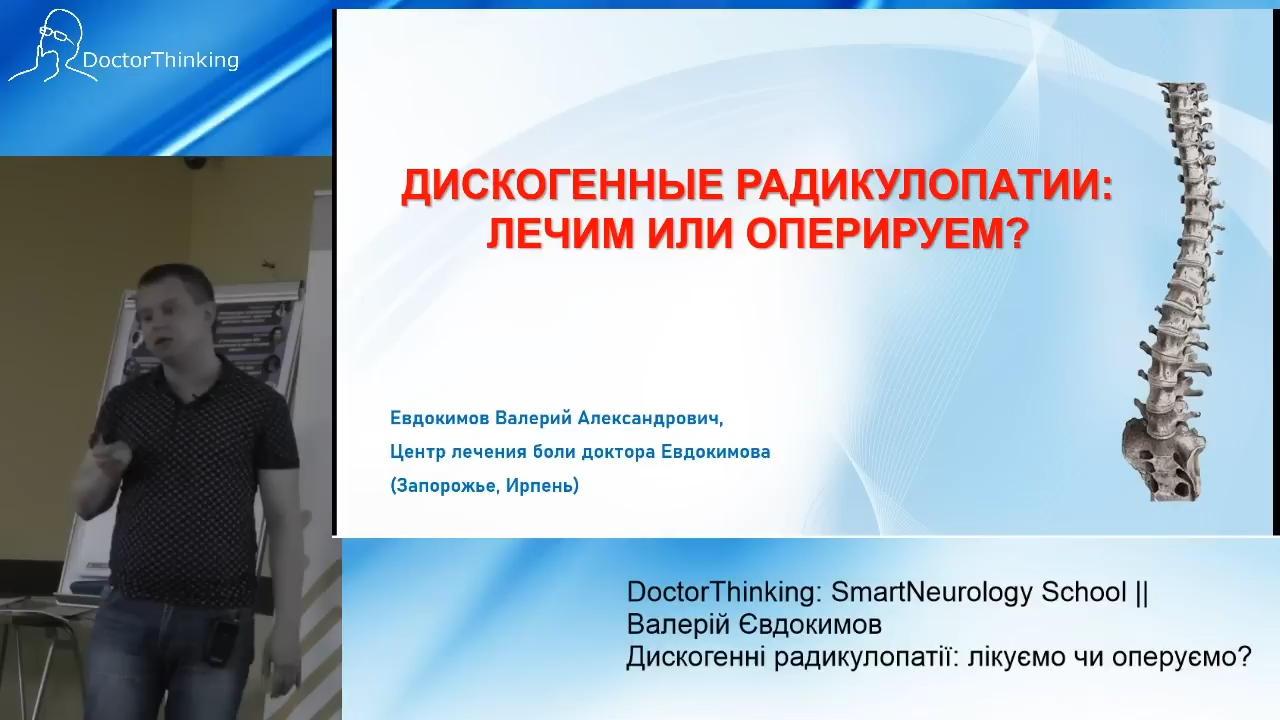 DoctorThinking
ДИСКОГЕННЫЕ РАДИКУЛОПАТИИ:
ЛЕЧИМ ИЛИ ОПЕРИРУЕМ?
Евдокимов Валерий Александрович,
Центр лечения боли доктора Евдокимова
(Запорожье, Ирпень)
DoctorThinking: SmartNeurology School ||
Валерій Євдокимов
Дискогенні радикулопатії: лікуємо чи оперуємо?